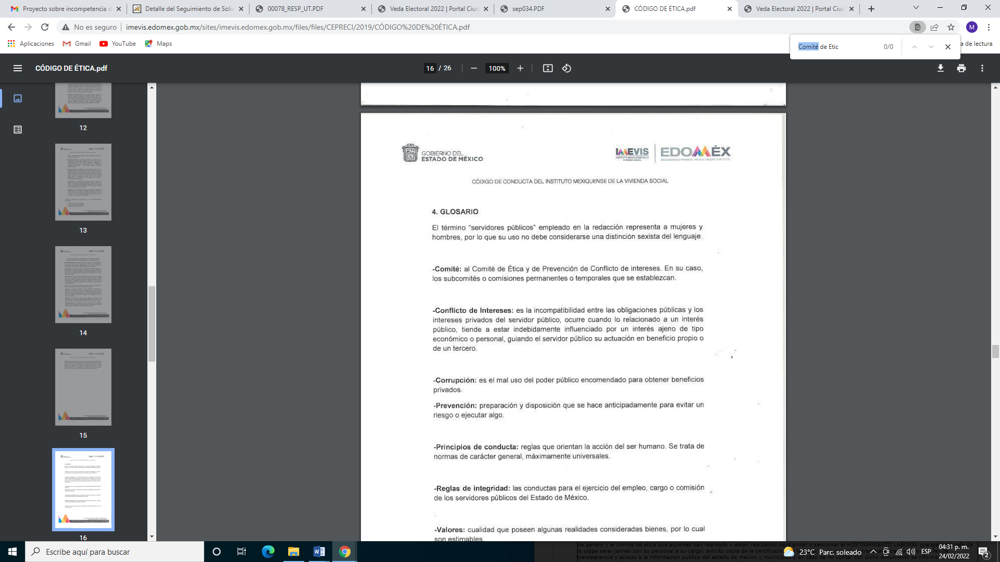 Proyecto sobre incompetencia d
Detalle del Seguimiento de Solic
00078_RESP_UT.PDF
Veda Electoral 2022 | Portal Ciud
sep034.PDF
CÓDIGO DE ÉTICA.pdf
Veda Electoral 2022 | Portal Ciud
No es seguro
imevis.edomex.gob.mx/sites/imevis.edomex.gob.mx/files/files/CEPRECI/2019/CÓDIGO%20DE%20ÉTICA.pdf
M
Aplicaciones
Gmail
YouTube
Maps
Comité de Etic
0/0
a de lectura
CÓDIGO DE ÉTICA.pdf
16 / 26
100%
12
13
14
15
16
GOBIERNO DEL
ESTADO DE MÉXICO
IMEVIS
INSTITUTO MEXIQUENSE DE LA
VIVIENDA SOCIAL
EDOMÉX
DECISIONES FIRMES, RESULTADOS FUERTES.
CÓDIGO DE CONDUCTA DEL INSTITUTO MEXIQUENSE DE LA VIVIENDA SOCIAL
4. GLOSARIO
El término “servidores públicos” empleado en la redacción representa a mujeres y
hombres, por lo que su uso no debe considerarse una distinción sexista del lenguaje.
-Comité: al Comité de Ética y de Prevención de Conflicto de intereses. En su caso,
los subcomités o comisiones permanentes o temporales que se establezcan.
-Conflicto de Intereses: es la incompatibilidad entre las obligaciones públicas y los
intereses privados del servidor público, ocurre cuando lo relacionado a un interés
público, tiende a estar indebidamente influenciado por un interés ajeno de tipo
económico o personal, guiando el servidor público su actuación en beneficio propio o
de un tercero.
-Corrupción: es el mal uso del poder público encomendado para obtener beneficios
privados.
-Prevención: preparación y disposición que se hace anticipadamente para evitar un
riesgo o ejecutar algo.
-Principios de conducta: reglas que orientan la acción del ser humano. Se trata de
normas de carácter general, máximamente universales.
-Reglas de integridad: las conductas para el ejercicio del empleo, cargo o comisión
de los servidores públicos del Estado de México.
-Valores: cualidad que poseen algunas realidades consideradas bienes, por lo cual
son estimables.
Escribe aquí para buscar
23°C Parc. soleado
ESP
04:31 p. m.
24/02/2022
2